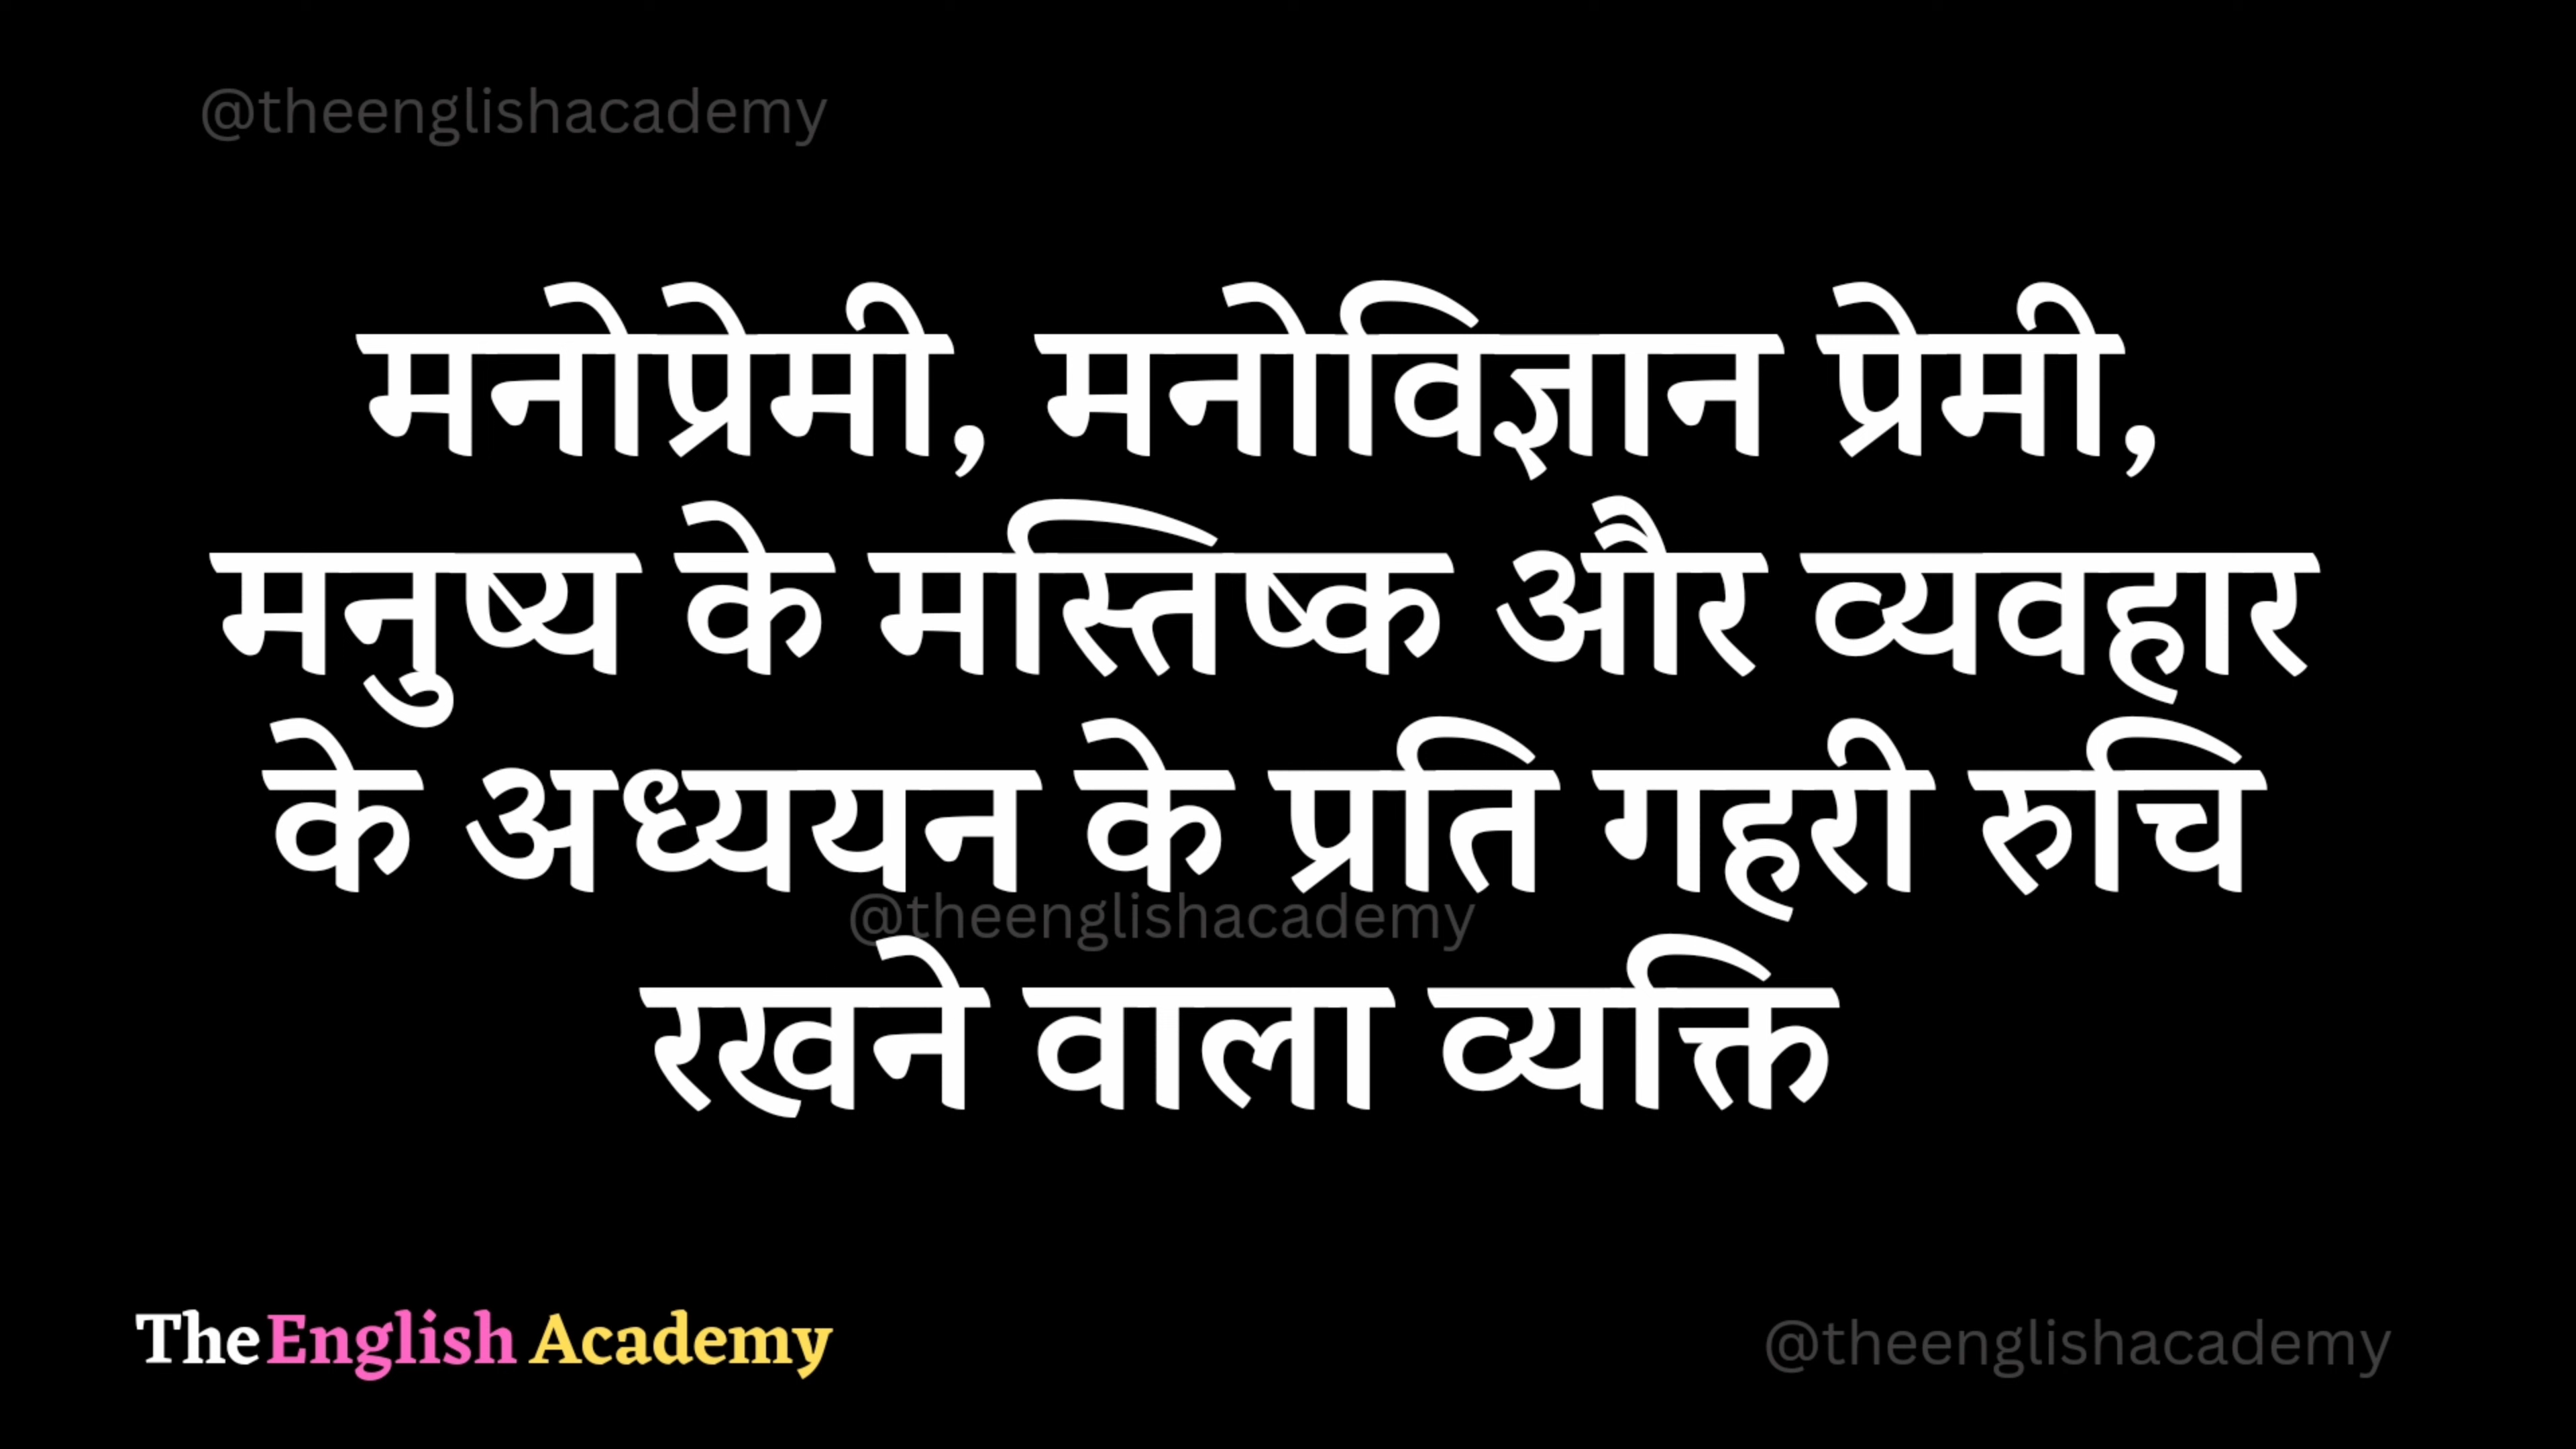 @theenglishacademy
मनोप्रेमी, मनोविज्ञान प्रेमी,
मनुष्य के मस्तिष्क और व्यवहार
के अध्ययन के प्रति गहरी रुचि
@theenglishacademy
रखने वाला व्यक्ति
The English Academy
@theenglishacademy